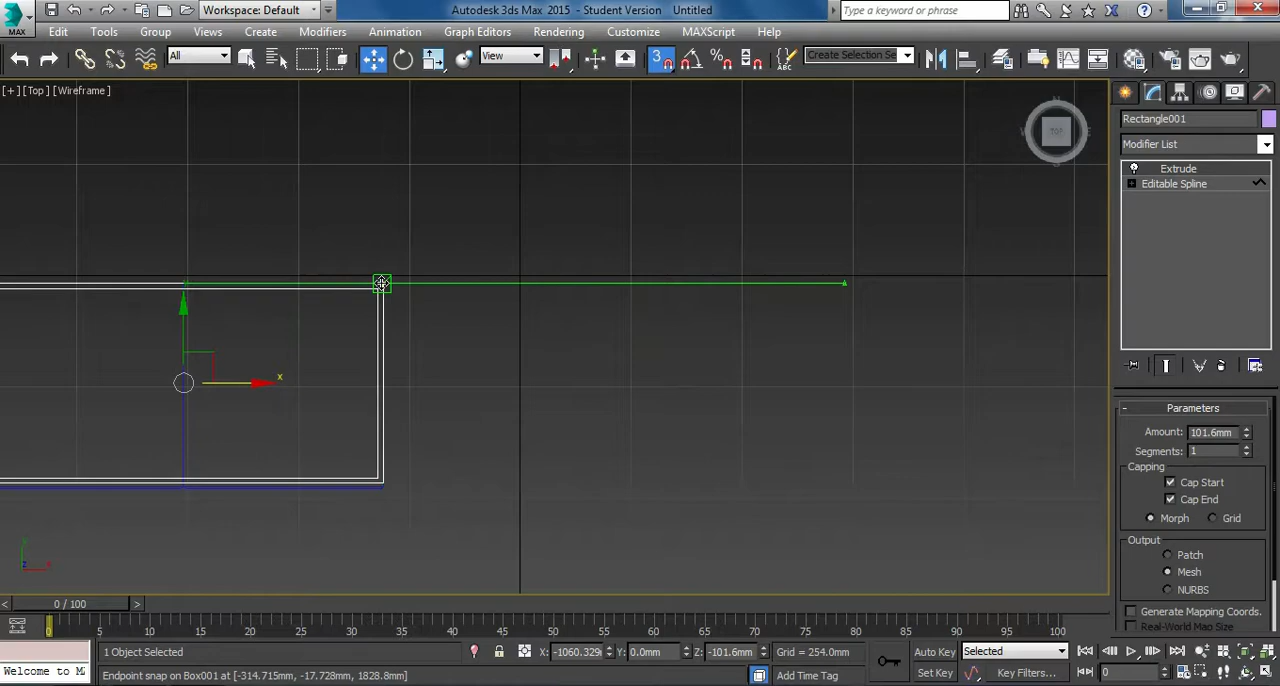 MAX
Workspace: Default
Autodesk 3ds Max 2015 - Student Version Untitled
Type a keyword or phrase
Edit Tools Group Views Create Modifiers Animation Graph Editors Rendering Customize MAXScript Help
All
View
3
Create Selection Se
ABC
[+] [Top] [Wireframe]
TOP
Rectangle001
Modifier List
Extrude
Editable Spline
x
Parameters
Amount: 101.6mm
Segments: 1
Capping
Cap Start
Cap End
Morph Grid
Output
Patch
Mesh
NURBS
Generate Mapping Coords.
Real-World Map Size
< 0 / 100 >
0 5 10 15 20 25 30 35 40 45 50 55 60 65 70 75 80 85 90 95 100
1 Object Selected
X: -1060.329 Y: 0.0mm Z: -101.6mm Grid = 254.0mm
Auto Key Selected
Welcome to M
Endpoint snap on Box001 at [-314.715mm, -17.728mm, 1828.8mm]
Add Time Tag
Set Key Key Filters... 0